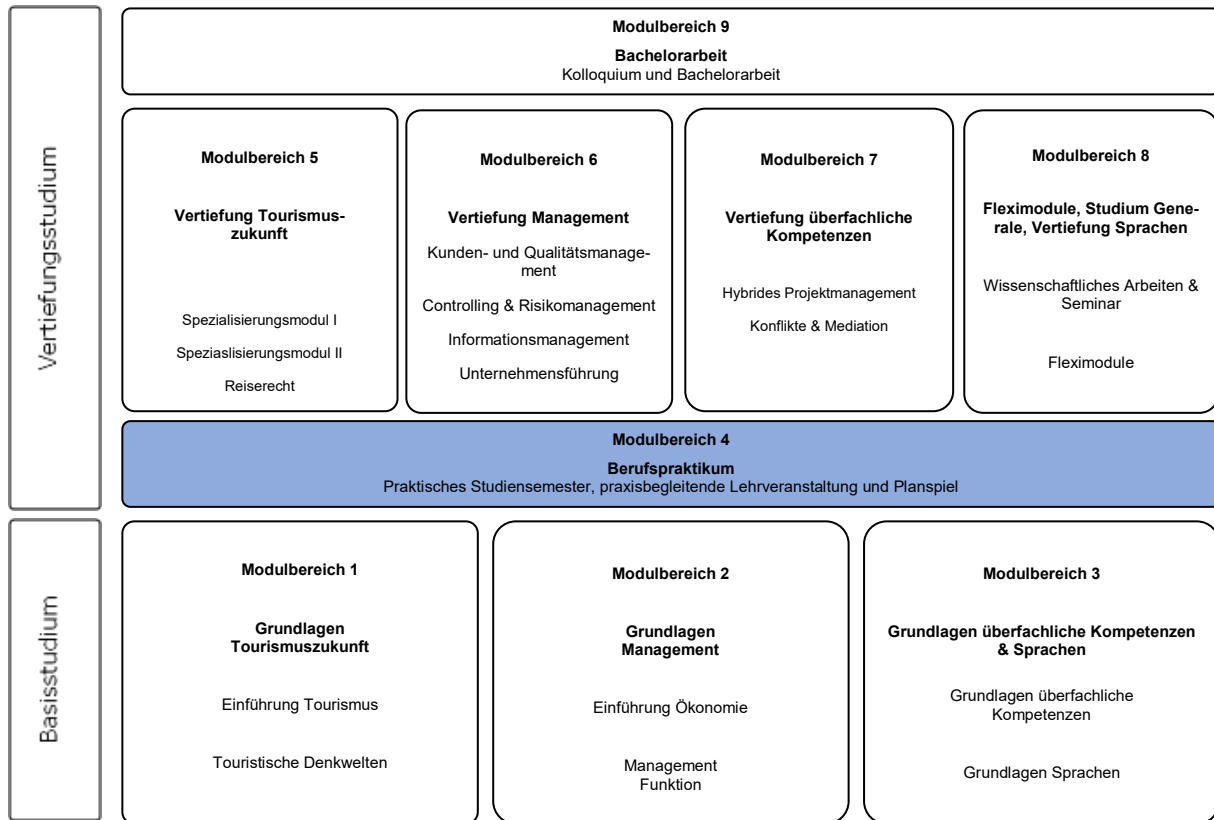 Vertiefungsstudium
Modulbereich 9
Bachelorarbeit
Kolloquium und Bachelorarbeit
Modulbereich 5
Vertiefung Tourismus-
zukunft
Spezialisierungsmodul I
Speziaslisierungsmodul II
Reiserecht
Modulbereich 6
Vertiefung Management
Kunden- und Qualitätsmanage-
ment
Controlling & Risikomanagement
Informationsmanagement
Unternehmensführung
Modulbereich 7
Vertiefung überfachliche
Kompetenzen
Hybrides Projektmanagement
Konflikte & Mediation
Modulbereich 8
Fleximodule, Studium Gene-
rale, Vertiefung Sprachen
Wissenschaftliches Arbeiten &
Seminar
Fleximodule
Modulbereich 4
Berufspraktikum
Praktisches Studiensemester, praxisbegleitende Lehrveranstaltung und Planspiel
Basisstudium
Modulbereich 1
Grundlagen
Tourismuszukunft
Einführung Tourismus
Touristische Denkwelten
Modulbereich 2
Grundlagen
Management
Einführung Ökonomie
Management
Funktion
Modulbereich 3
Grundlagen überfachliche Kompetenzen
& Sprachen
Grundlagen überfachliche
Kompetenzen
Grundlagen Sprachen